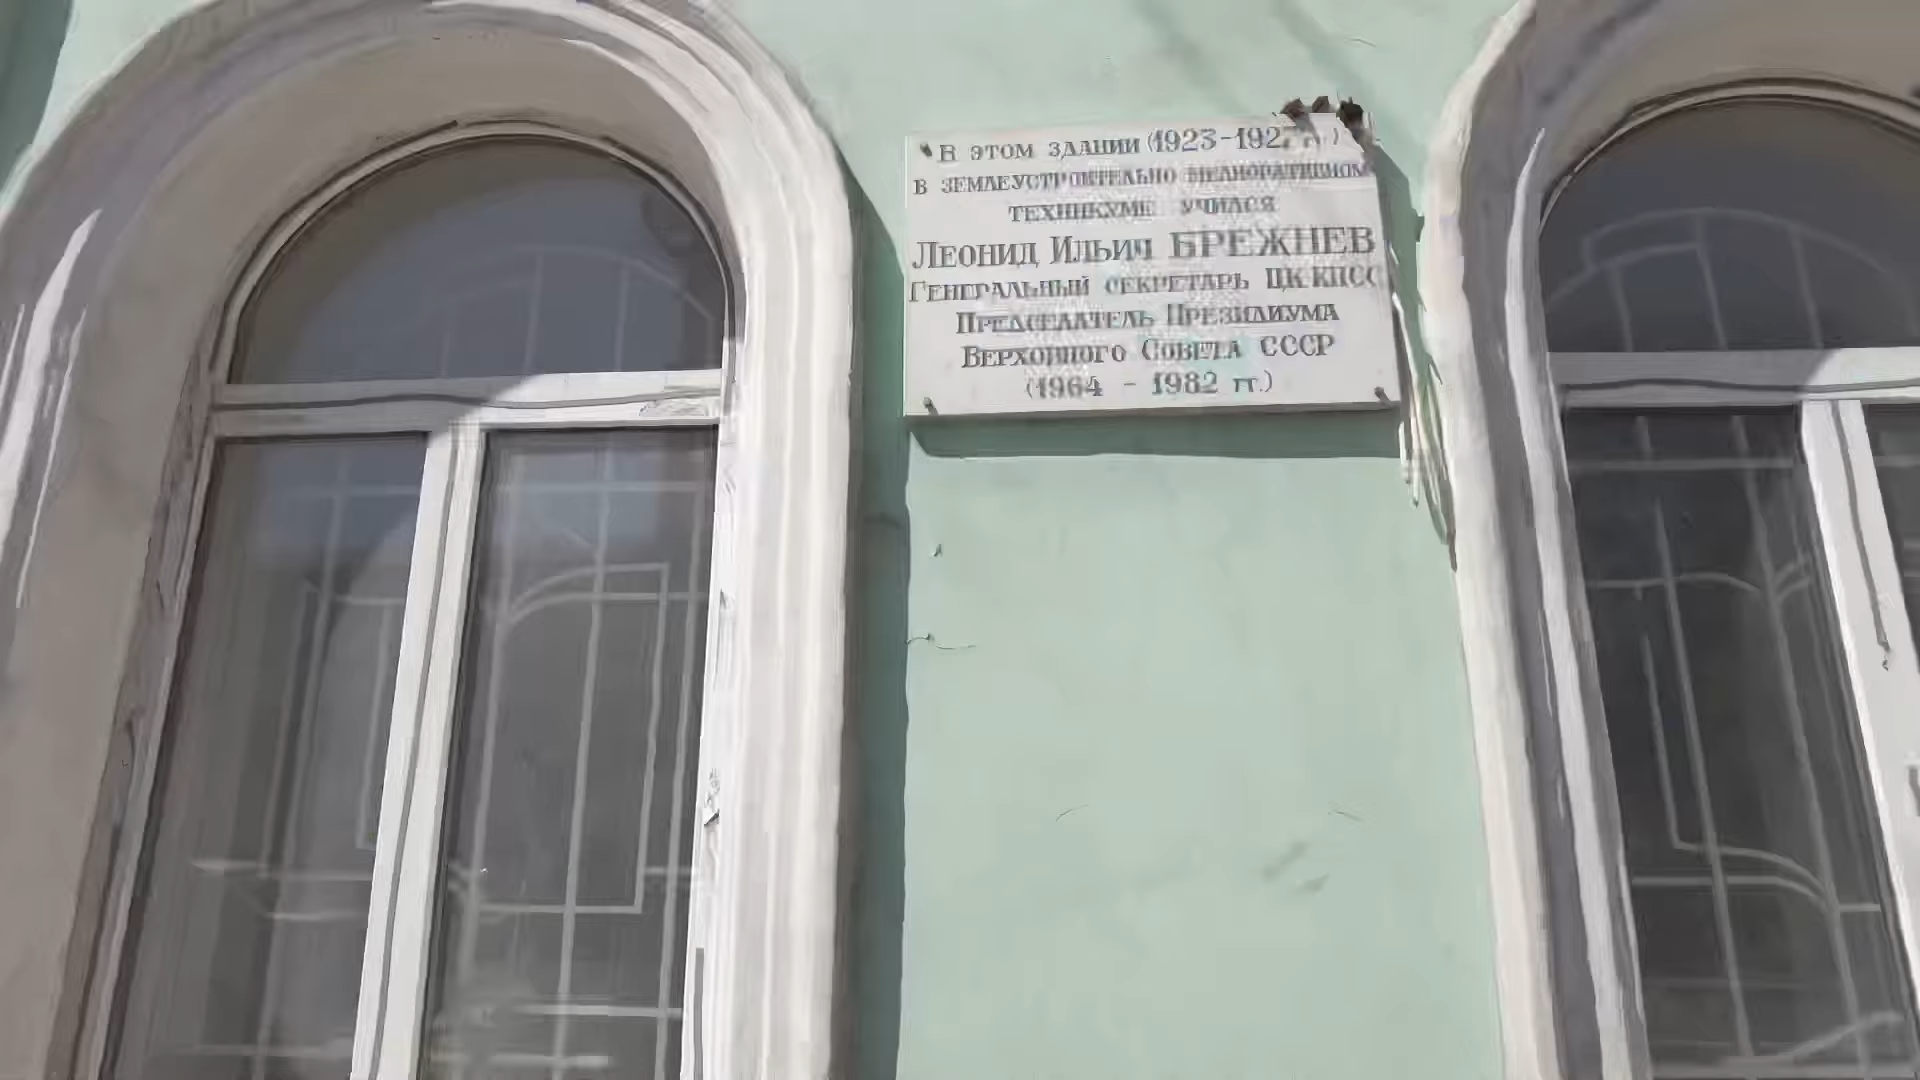 В этом здании (1923-1927 гг.)
в землеустроительно мелиоративном
техникуме учился
Леонид Ильич БРЕЖНЕВ
Генеральный секретарь ЦК КПСС
Председатель Президиума
Верховного Совета СССР
(1964 - 1982 гг.)